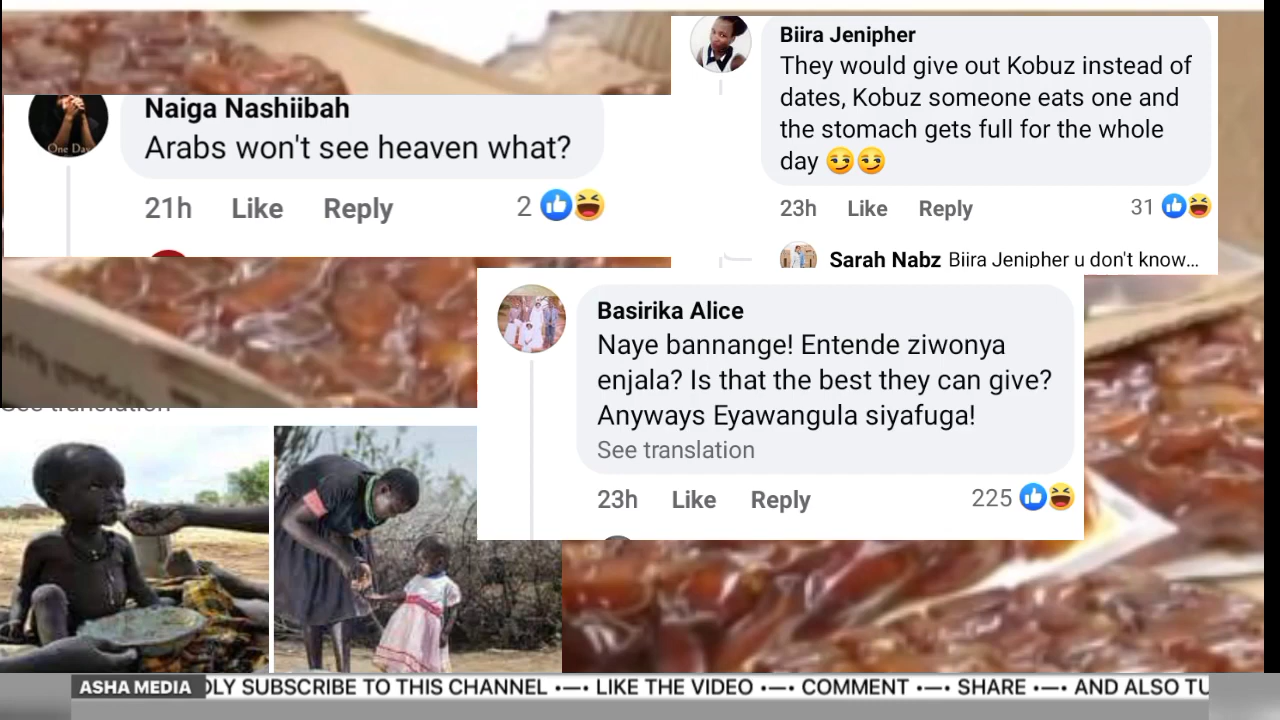 Biira Jenipher
They would give out Kobuz instead of
dates, Kobuz someone eats one and
the stomach gets full for the whole
day 😏😏
23h Like Reply 31
Sarah Nabz Biira Jenipher u don't know...
Naiga Nashiibah
Arabs won't see heaven what?
One Day
21h Like Reply 2
Basirika Alice
Naye bannange! Entende ziwonya
enjala? Is that the best they can give?
Anyways Eyawangula siyafuga!
See translation
23h Like Reply 225
See translation
ASHA MEDIA DLY SUBSCRIBE TO THIS CHANNEL •—• LIKE THE VIDEO •—• COMMENT •—• SHARE •—• AND ALSO TU